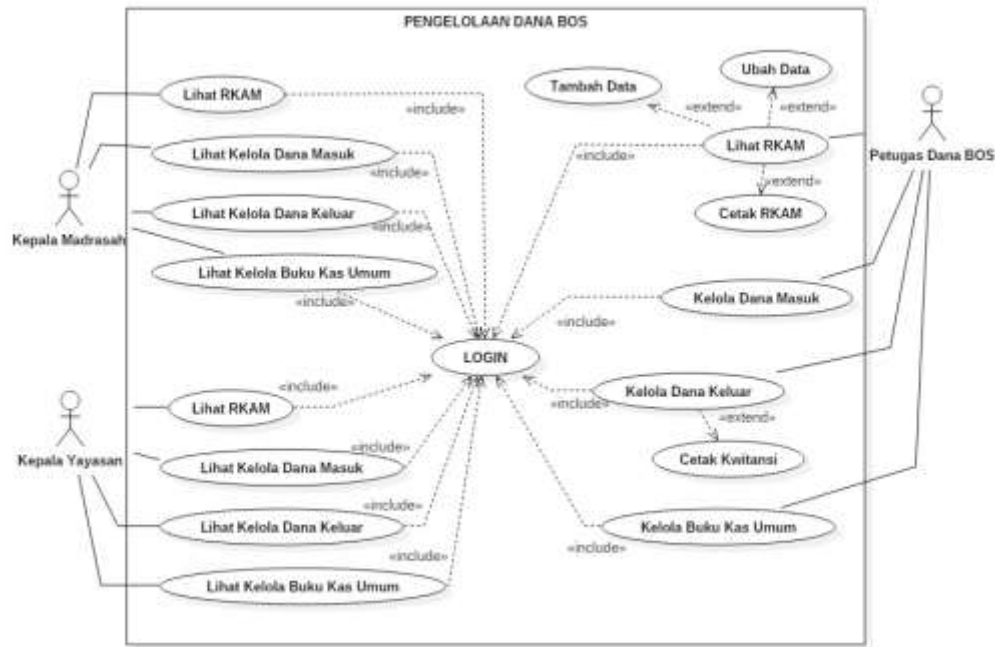 PENGELOLAAN DANA BOS
Lihat RKAM
«include»
Lihat Kelola Dana Masuk
«include»
Lihat Kelola Dana Keluar
«include»
Lihat Kelola Buku Kas Umum
«include»
Kepala Madrasah
LOGIN
Lihat RKAM
«include»
Lihat Kelola Dana Masuk
«include»
Lihat Kelola Dana Keluar
«include»
Lihat Kelola Buku Kas Umum
«include»
Kepala Yayasan
Tambah Data
«extend»
Ubah Data
«extend»
Lihat RKAM
«include»
«extend»
Cetak RKAM
Petugas Dana BOS
Kelola Dana Masuk
«include»
Kelola Dana Keluar
«include»
«extend»
Cetak Kwitansi
Kelola Buku Kas Umum
«include»